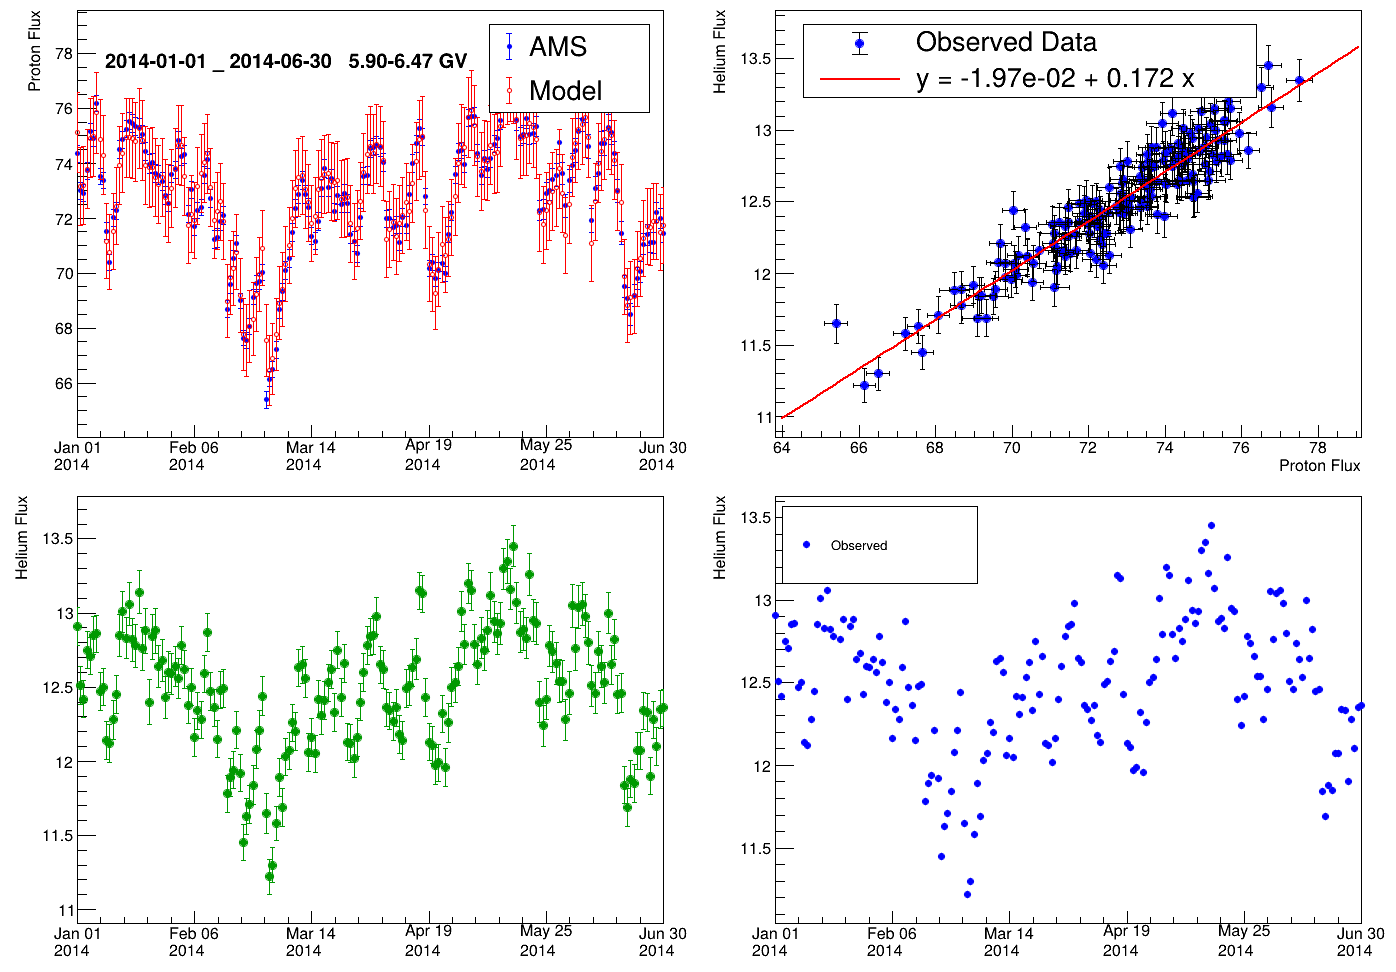 Proton Flux
78
76
74
72
70
68
66
2014-01-01 _ 2014-06-30 5.90-6.47 GV
AMS
Model
Jan 01 2014
Feb 06 2014
Mar 14 2014
Apr 19 2014
May 25 2014
Jun 30 2014
Helium Flux
13.5
13
12.5
12
11.5
11
Observed Data
y = -1.97e-02 + 0.172 x
64
66
68
70
72
74
76
78
Proton Flux
Helium Flux
13.5
13
12.5
12
11.5
11
Jan 01 2014
Feb 06 2014
Mar 14 2014
Apr 19 2014
May 25 2014
Jun 30 2014
Helium Flux
13.5
13
12.5
12
11.5
Observed
Jan 01 2014
Feb 06 2014
Mar 14 2014
Apr 19 2014
May 25 2014
Jun 30 2014